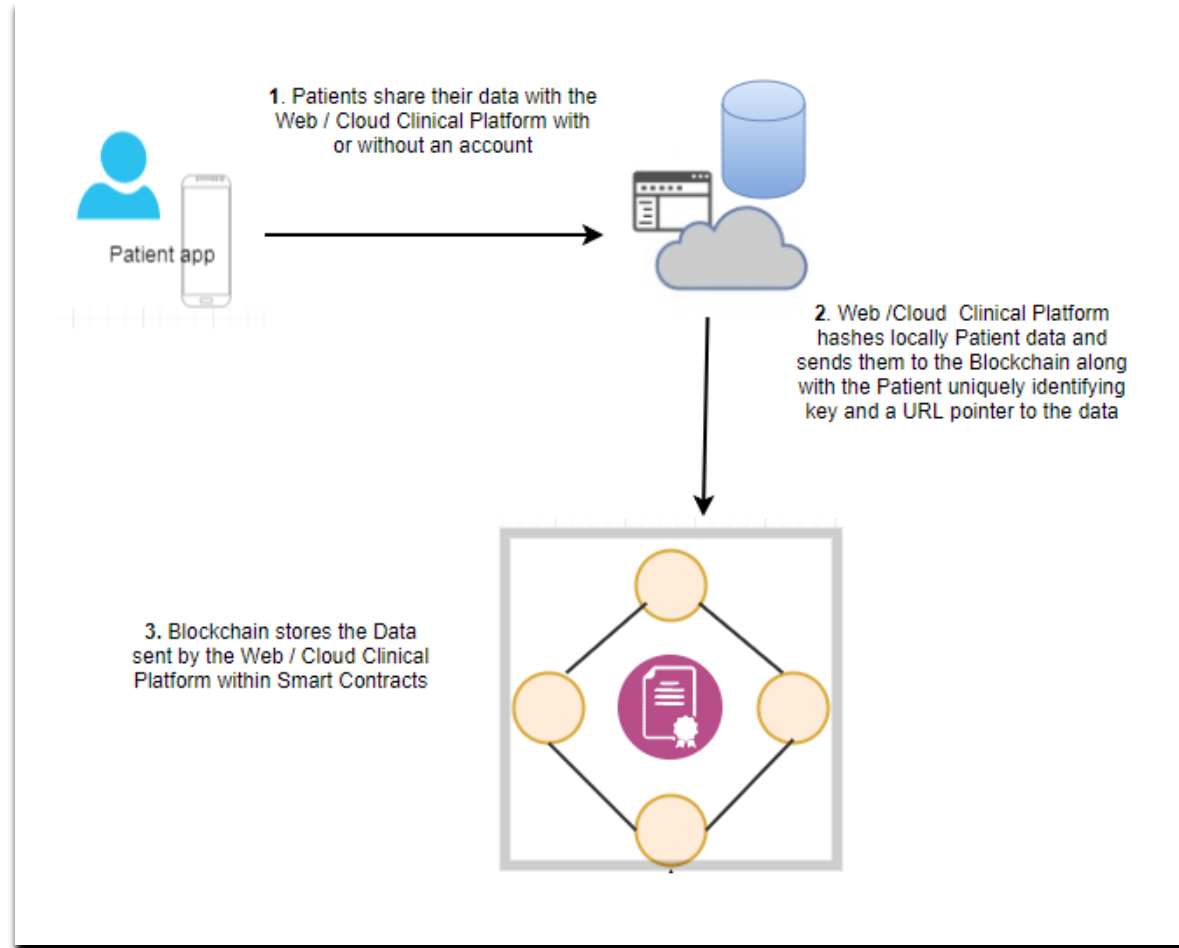 1. Patients share their data with the
Web / Cloud Clinical Platform with
or without an account
Patient app
2. Web /Cloud  Clinical Platform
hashes locally Patient data and
sends them to the Blockchain along
with the Patient uniquely identifying
key and a URL pointer to the data
3. Blockchain stores the Data
sent by the Web / Cloud Clinical
Platform within Smart Contracts